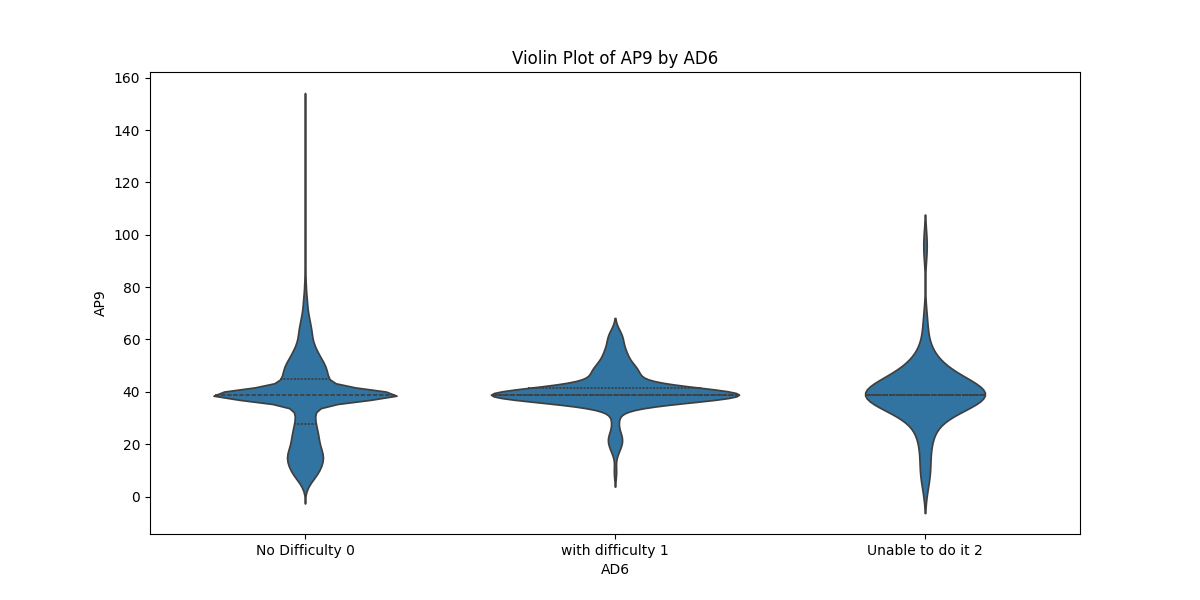 Violin Plot of AP9 by AD6
160
140
120
100
80
60
40
20
0
AP9
No Difficulty 0
with difficulty 1
Unable to do it 2
AD6